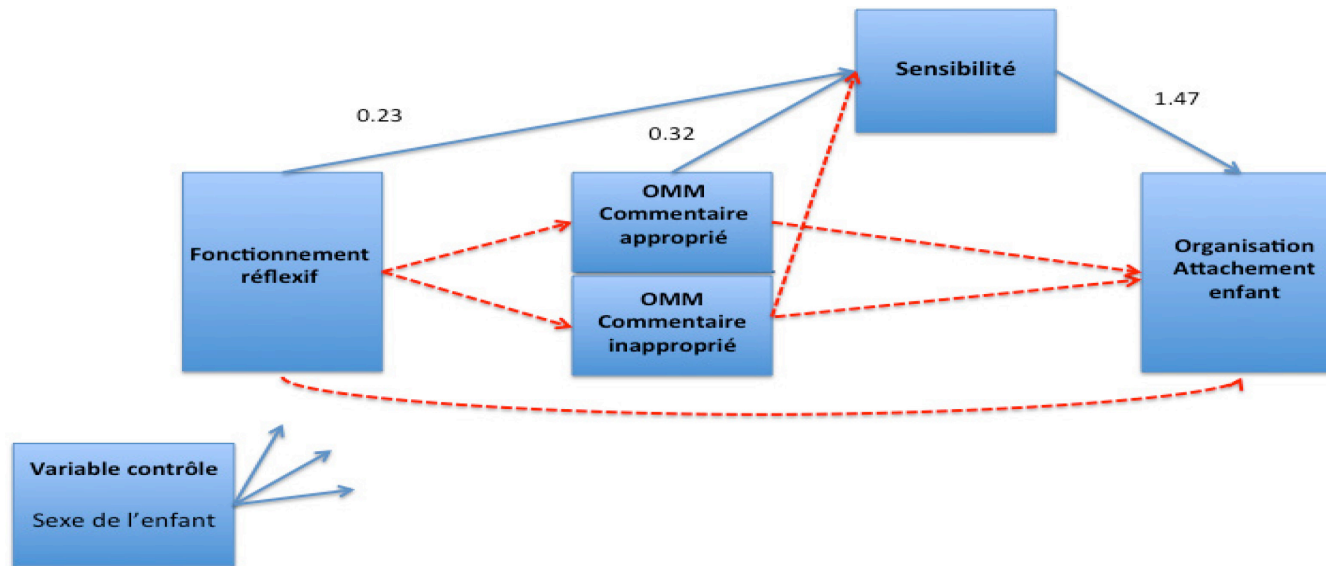 Sensibilité
0.23
0.32
1.47
Fonctionnement
réflexif
OMM
Commentaire
approprié
OMM
Commentaire
inapproprié
Organisation
Attachement
enfant
Variable contrôle
Sexe de l'enfant